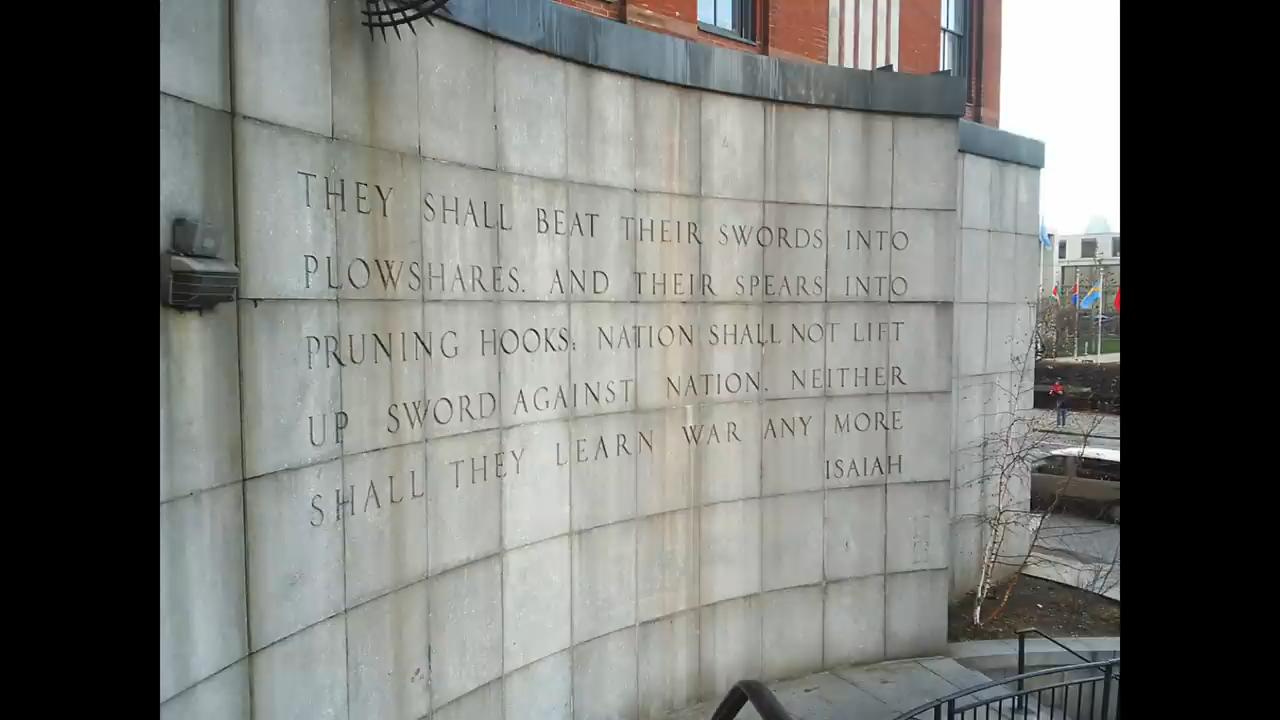 THEY SHALL BEAT THEIR SWORDS INTO
PLOWSHARES. AND THEIR SPEARS INTO
PRUNING HOOKS; NATION SHALL NOT LIFT
UP SWORD AGAINST NATION. NEITHER
SHALL THEY LEARN WAR ANY MORE
ISAIAH